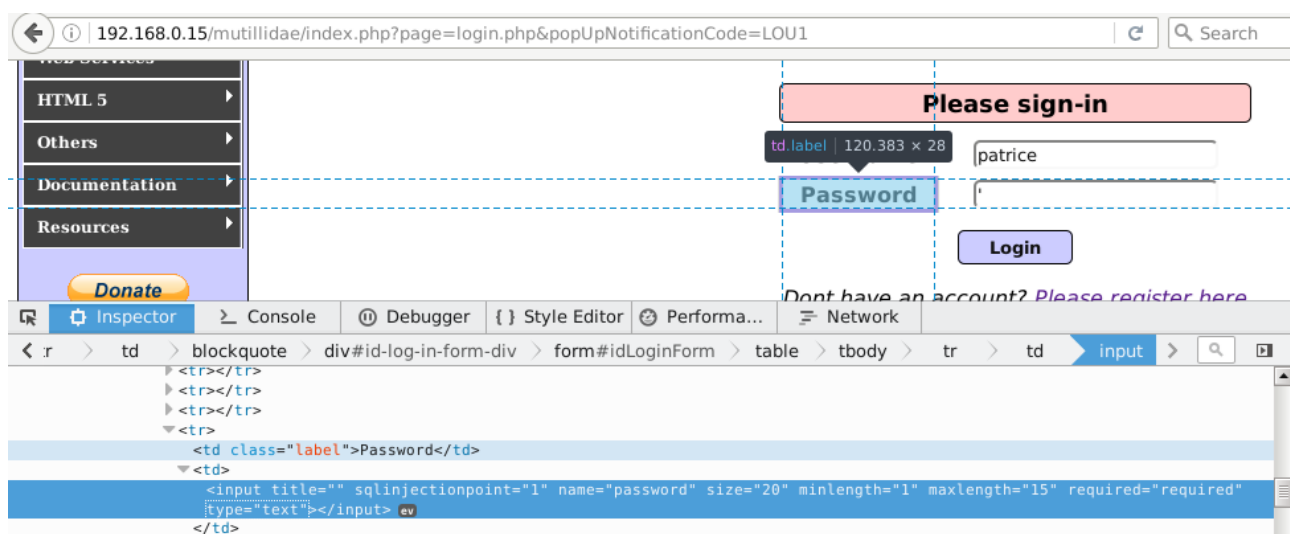 192.168.0.15/mutillidae/index.php?page=login.php&popUpNotificationCode=LOU1
Search
Web Services
HTML 5
Others
Documentation
Resources
Donate
Please sign-in
td.label | 120.383 × 28
patrice
Password
'
Login
Dont have an account? Please register here
Inspector
Console
Debugger
{ } Style Editor
Performa...
Network
td
blockquote
div#id-log-in-form-div
form#idLoginForm
table
tbody
tr
td
input
<tr></tr>
<tr></tr>
<tr></tr>
<tr>
<td class="label">Password</td>
<td>
<input title="" sqlinjectionpoint="1" name="password" size="20" minlength="1" maxlength="15" required="required"
type="text"></input> ev
</td>